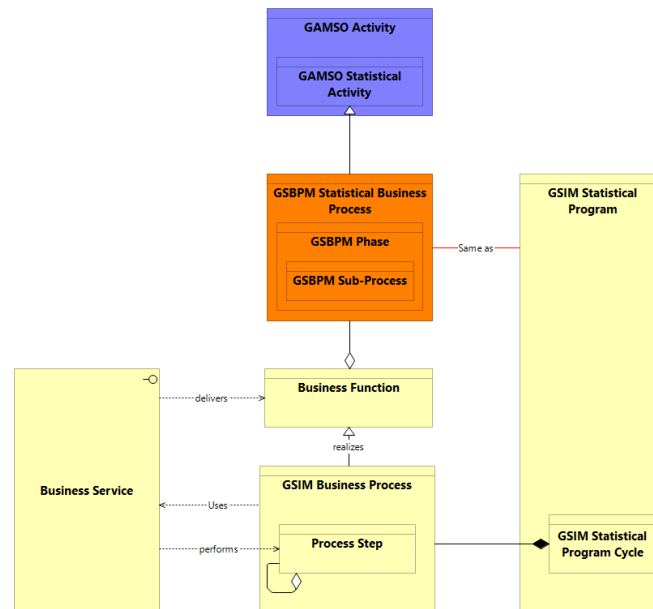 GAMSO Activity
GAMSO Statistical
Activity
GSBPM Statistical Business
Process
GSBPM Phase
GSBPM Sub-Process
Same as
GSIM Statistical
Program
Business Function
delivers
realizes
Business Service
GSIM Business Process
Uses
Process Step
performs
GSIM Statistical
Program Cycle